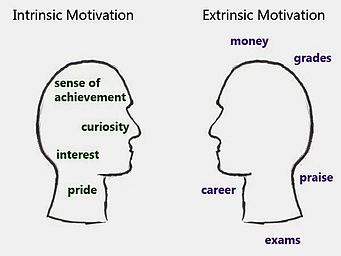 Intrinsic Motivation
sense of
achievement
curiosity
interest
pride
Extrinsic Motivation
money
grades
praise
career
exams